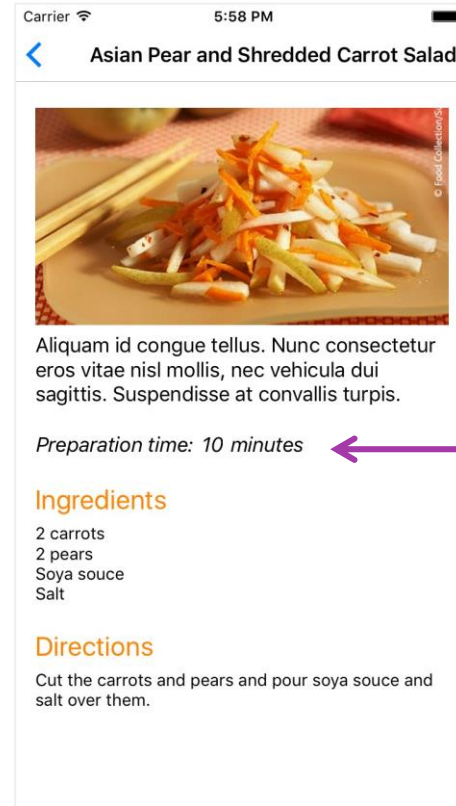 Carrier 5:58 PM
Asian Pear and Shredded Carrot Salad
© Food Collection/
Aliquam id congue tellus. Nunc consectetur
eros vitae nisl mollis, nec vehicula dui
sagittis. Suspendisse at convallis turpis.
Preparation time: 10 minutes
Ingredients
2 carrots
2 pears
Soya souce
Salt
Directions
Cut the carrots and pears and pour soya souce and
salt over them.